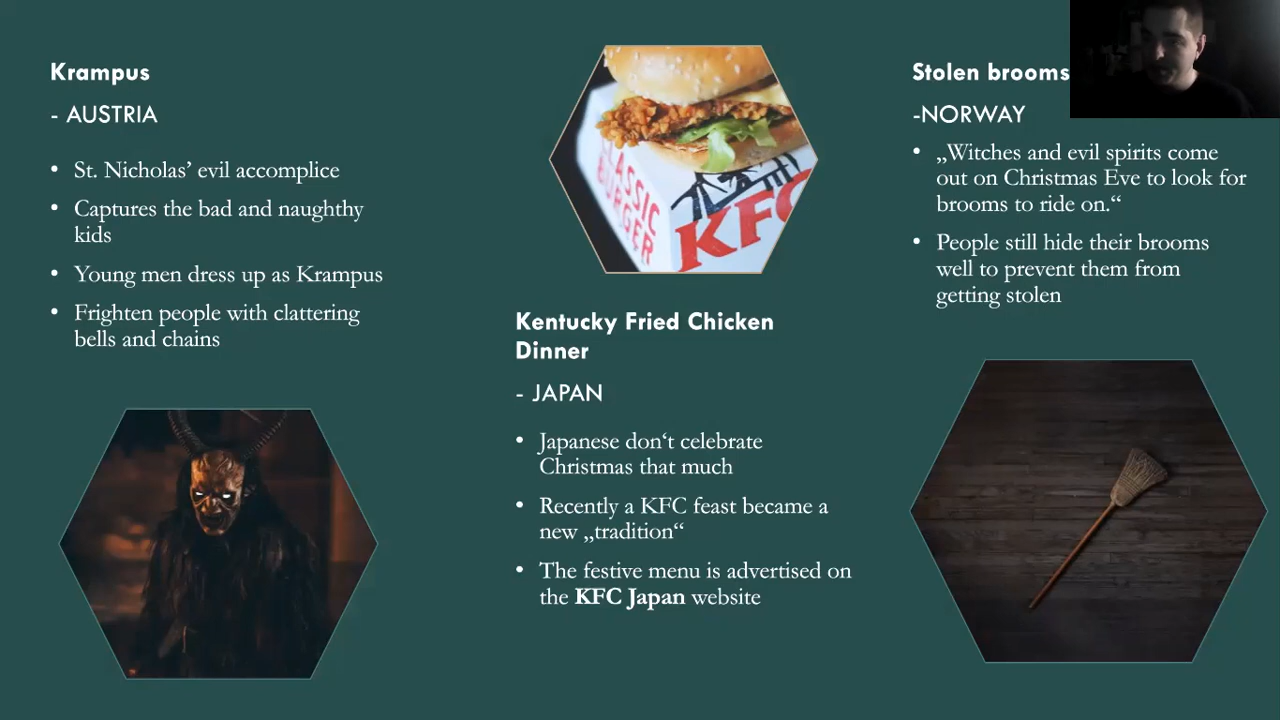 Krampus
- AUSTRIA
• St. Nicholas’ evil accomplice
• Captures the bad and naughthy
kids
• Young men dress up as Krampus
• Frighten people with clattering
bells and chains
CLASSIC
BURGER
KFC
Kentucky Fried Chicken
Dinner
- JAPAN
• Japanese don‘t celebrate
Christmas that much
• Recently a KFC feast became a
new „tradition“
• The festive menu is advertised on
the KFC Japan website
Stolen brooms
-NORWAY
• „Witches and evil spirits come
out on Christmas Eve to look for
brooms to ride on.“
• People still hide their brooms
well to prevent them from
getting stolen